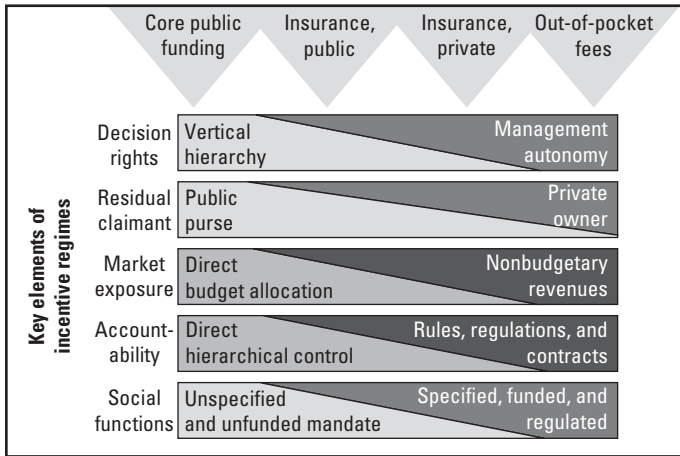 Core public
funding
Insurance,
public
Insurance,
private
Out-of-pocket
fees
Key elements of
incentive regimes
Decision
rights
Vertical
hierarchy
Management
autonomy
Residual
claimant
Public
purse
Private
owner
Market
exposure
Direct
budget allocation
Nonbudgetary
revenues
Account-
ability
Direct
hierarchical control
Rules, regulations, and
contracts
Social
functions
Unspecified
and unfunded mandate
Specified, funded, and
regulated